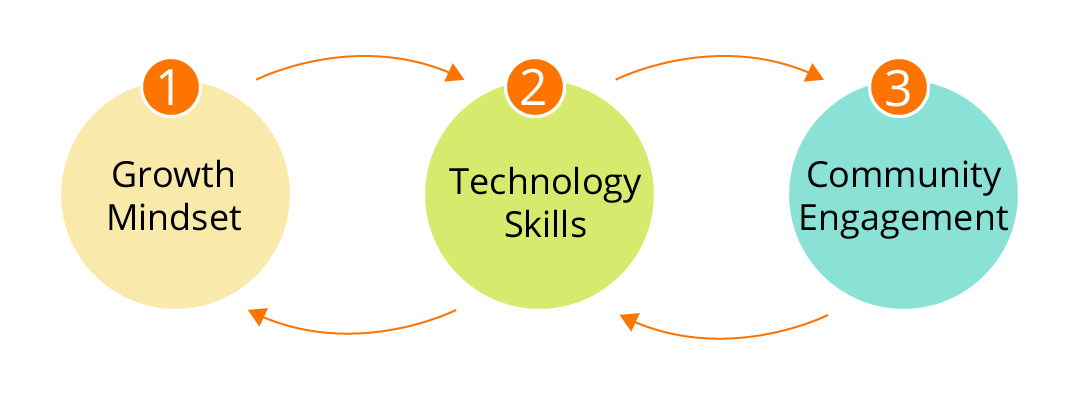 1
Growth
Mindset
2
Technology
Skills
3
Community
Engagement